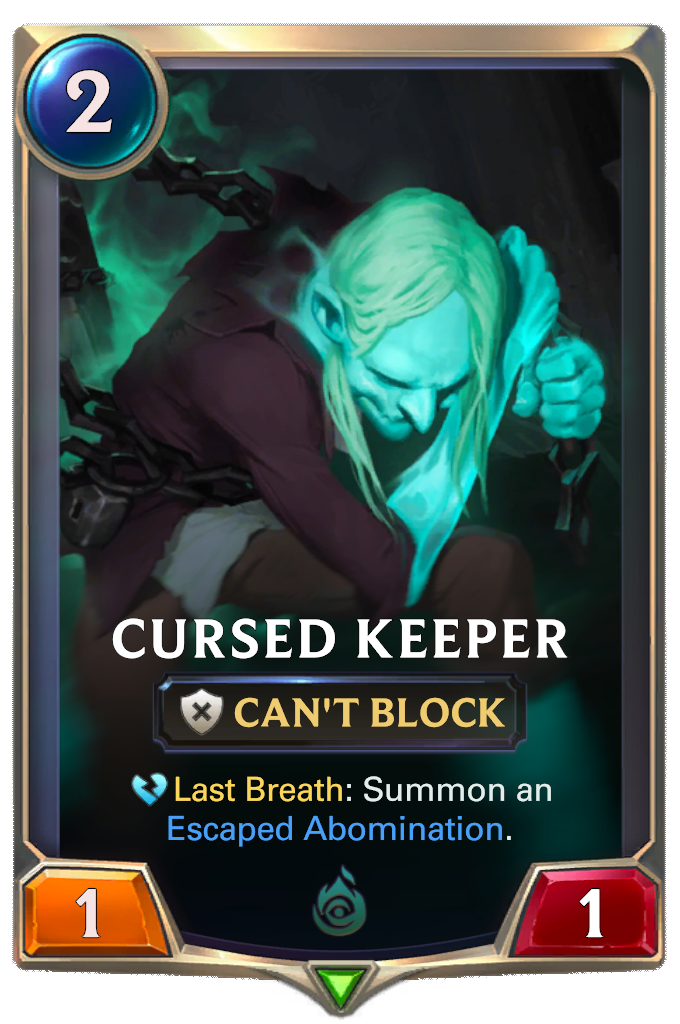 2
CURSED KEEPER
CAN'T BLOCK
Last Breath: Summon an
Escaped Abomination.
1
1